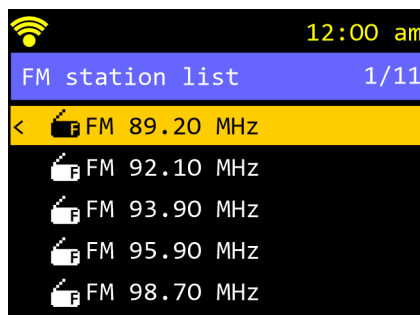 12:00 am
FM station list 1/11
< FM 89.20 MHz
FM 92.10 MHz
FM 93.90 MHz
FM 95.90 MHz
FM 98.70 MHz